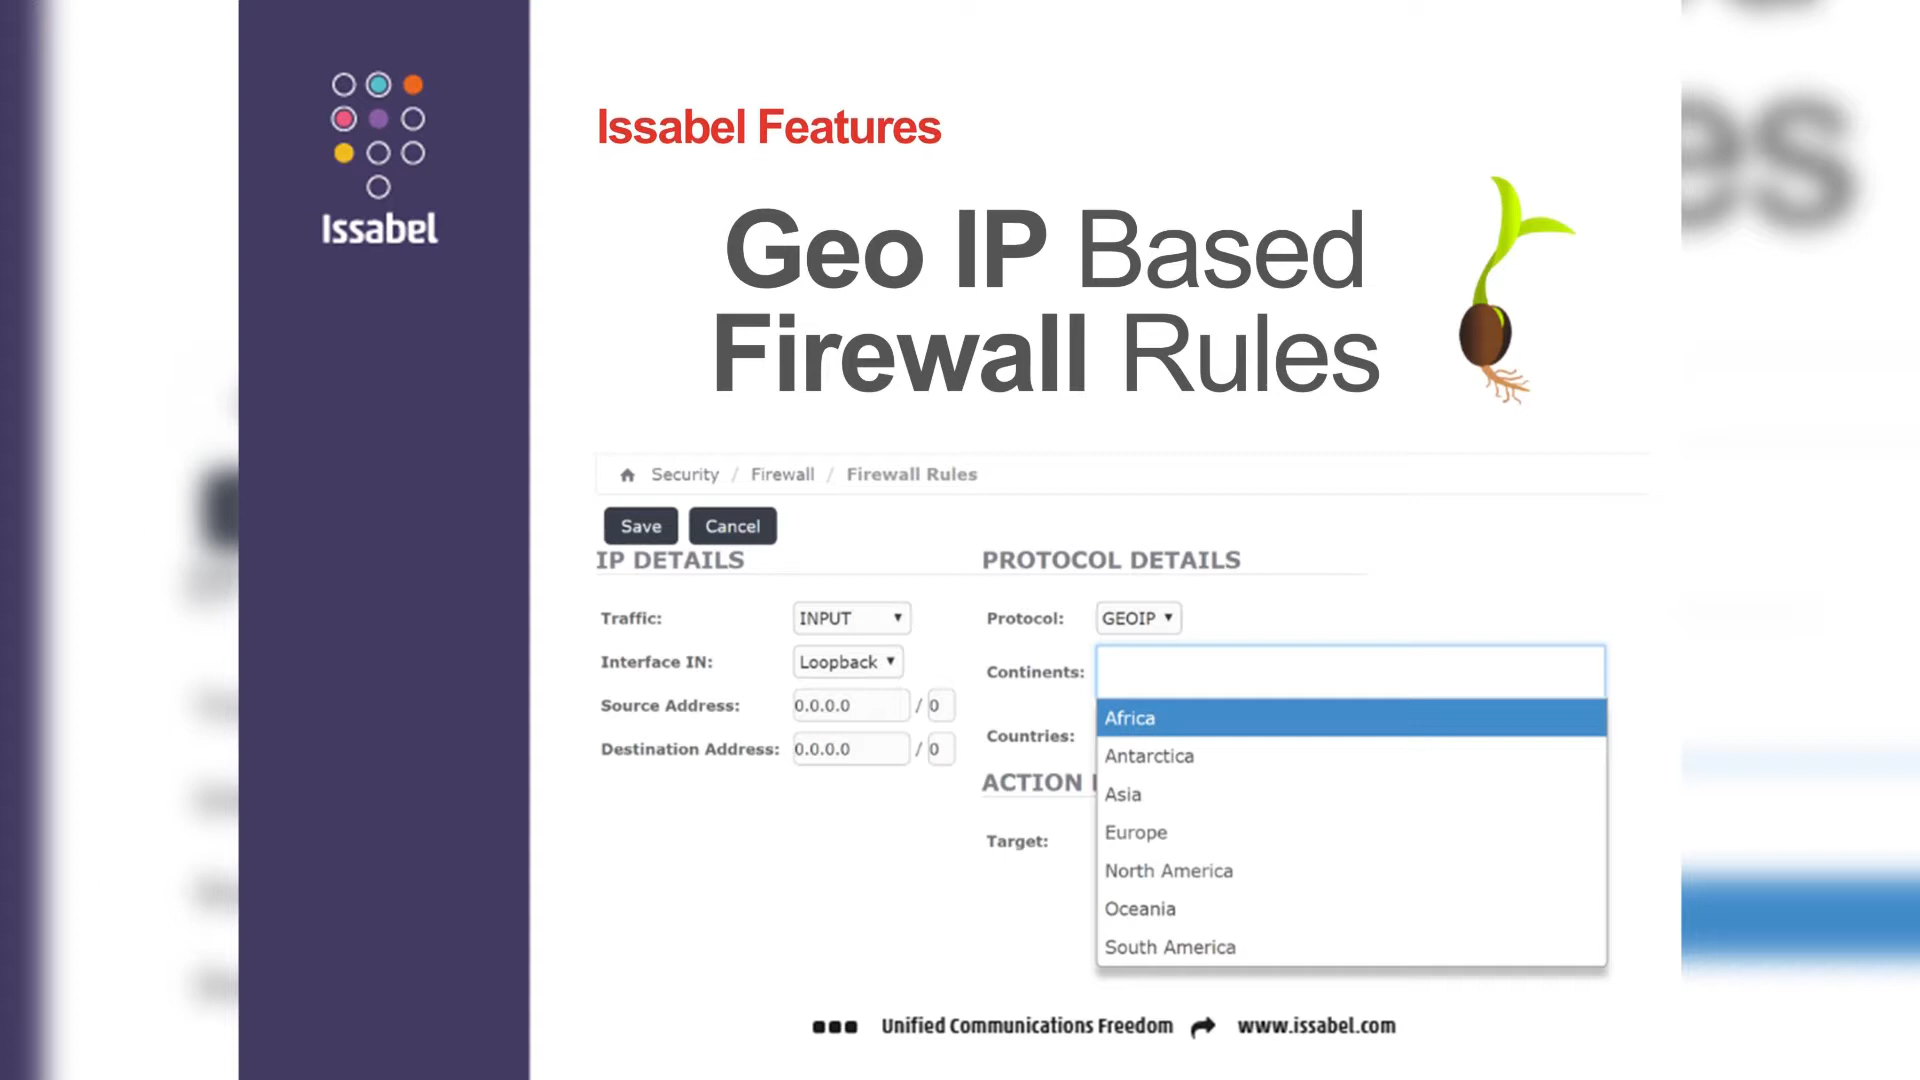 Issabel
Issabel Features
Geo IP Based
Firewall Rules
Security / Firewall / Firewall Rules
Save Cancel
IP DETAILS
Traffic: INPUT
Interface IN: Loopback
Source Address: 0.0.0.0 / 0
Destination Address: 0.0.0.0 / 0
PROTOCOL DETAILS
Protocol: GEOIP
Continents:
Africa
Antarctica
Asia
Europe
North America
Oceania
South America
Countries:
ACTION
Target:
Unified Communications Freedom www.issabel.com